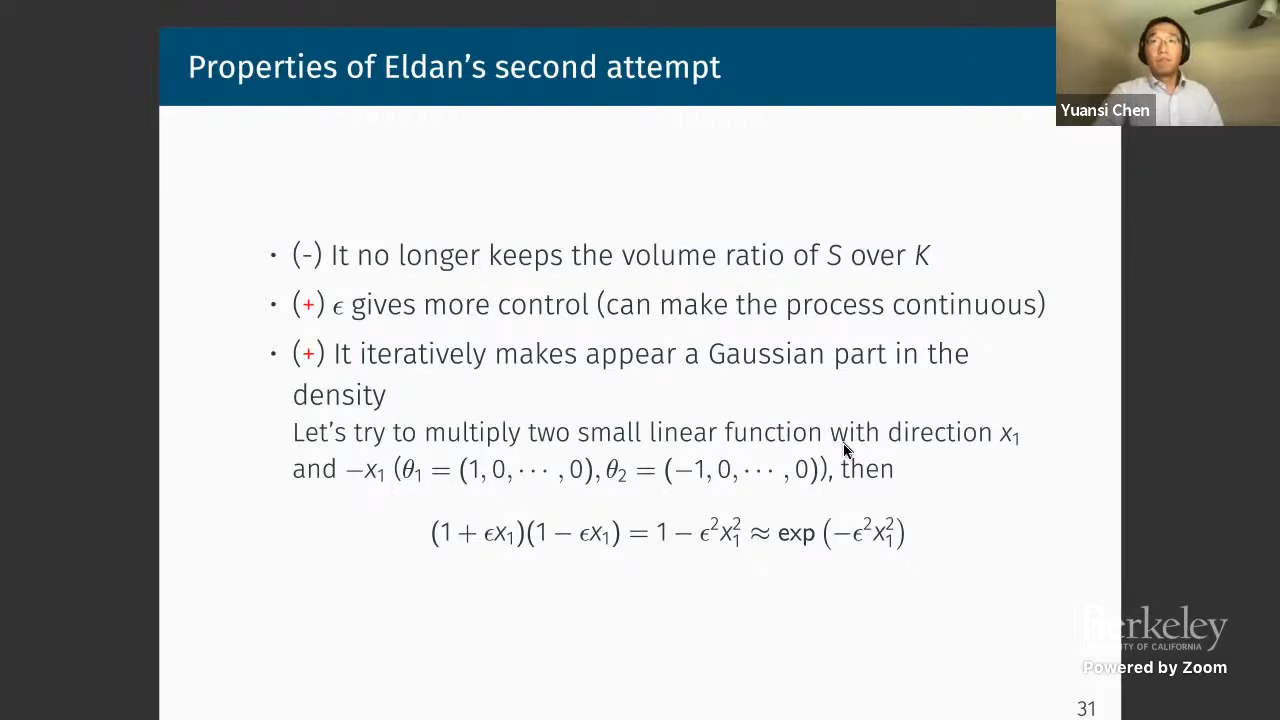 Properties of Eldan's second attempt
Yuansi Chen
• (-) It no longer keeps the volume ratio of S over K
• (+) ϵ gives more control (can make the process continuous)
• (+) It iteratively makes appear a Gaussian part in the
density
Let's try to multiply two small linear function with direction x₁
and −x₁ (θ₁ = (1, 0, ⋯ , 0), θ₂ = (−1, 0, ⋯ , 0)), then
(1 + ϵx₁)(1 − ϵx₁) = 1 − ϵ²x₁² ≈ exp (−ϵ²x₁²)
Berkeley
UNIVERSITY OF CALIFORNIA
Powered by Zoom
31